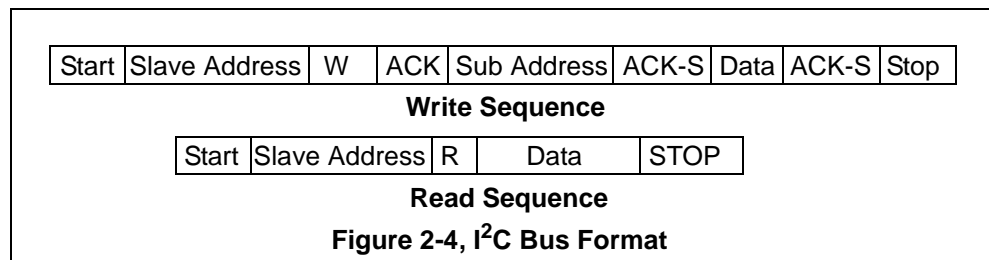 Start Slave Address W ACK Sub Address ACK-S Data ACK-S Stop
Write Sequence
Start Slave Address R Data STOP
Read Sequence
Figure 2-4, I²C Bus Format